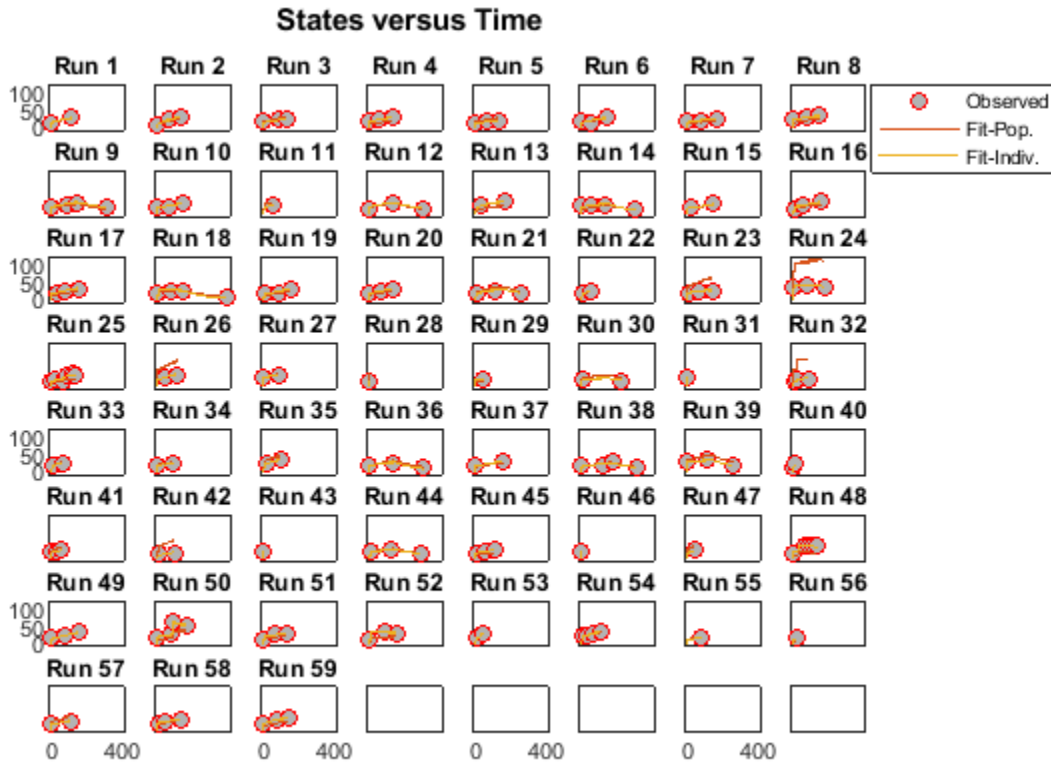 States versus Time
Run 1 Run 2 Run 3 Run 4 Run 5 Run 6 Run 7 Run 8
100
50
0
Observed
Fit-Pop.
Fit-Indiv.
Run 9 Run 10 Run 11 Run 12 Run 13 Run 14 Run 15 Run 16
Run 17 Run 18 Run 19 Run 20 Run 21 Run 22 Run 23 Run 24
100
50
0
Run 25 Run 26 Run 27 Run 28 Run 29 Run 30 Run 31 Run 32
Run 33 Run 34 Run 35 Run 36 Run 37 Run 38 Run 39 Run 40
100
50
0
Run 41 Run 42 Run 43 Run 44 Run 45 Run 46 Run 47 Run 48
Run 49 Run 50 Run 51 Run 52 Run 53 Run 54 Run 55 Run 56
100
50
0
Run 57 Run 58 Run 59
0 400 0 400 0 400 0 400